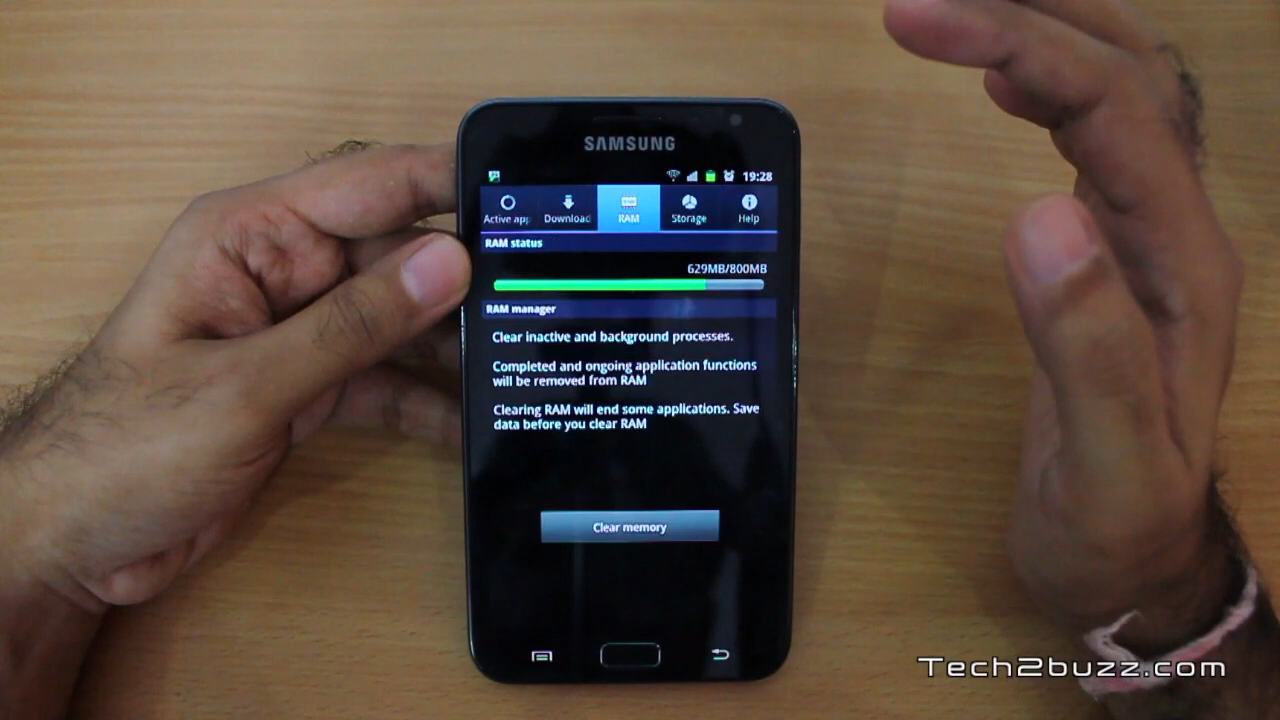 SAMSUNG
19:28
Active app
Download
RAM
Storage
Help
RAM status
629MB/800MB
RAM manager
Clear inactive and background processes.
Completed and ongoing application functions
will be removed from RAM
Clearing RAM will end some applications. Save
data before you clear RAM
Clear memory
Tech2buzz.com